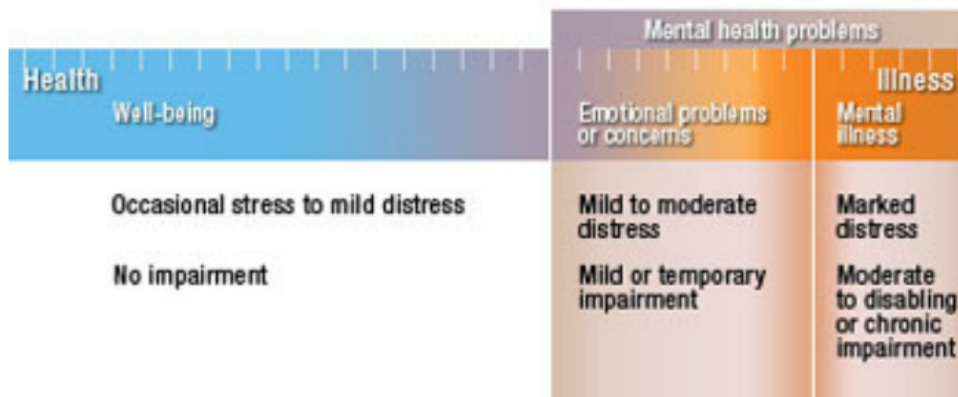 Mental health problems
Health
Illness
Well-being
Emotional problems
or concerns
Mental
illness
Occasional stress to mild distress
Mild to moderate
distress
Marked
distress
No impairment
Mild or temporary
impairment
Moderate
to disabling
or chronic
impairment